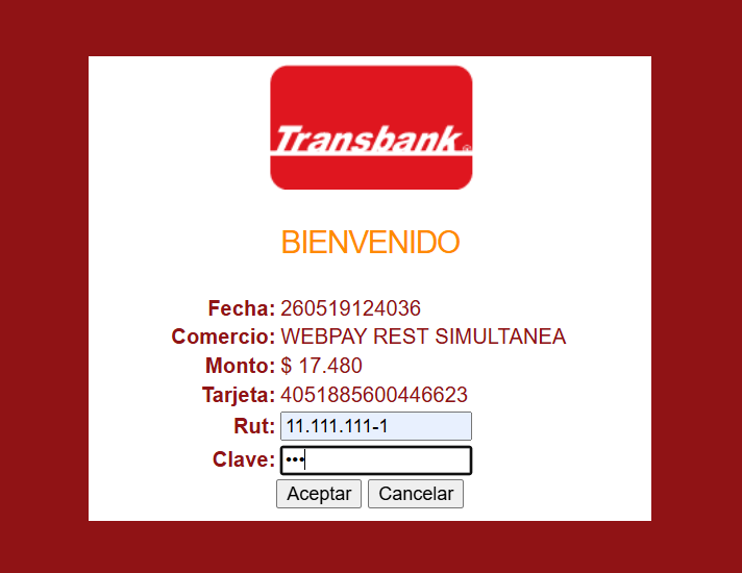 Transbank®
BIENVENIDO
Fecha: 260519124036
Comercio: WEBPAY REST SIMULTANEA
Monto: $ 17.480
Tarjeta: 4051885600446623
Rut: 11.111.111-1
Clave: •••
Aceptar Cancelar